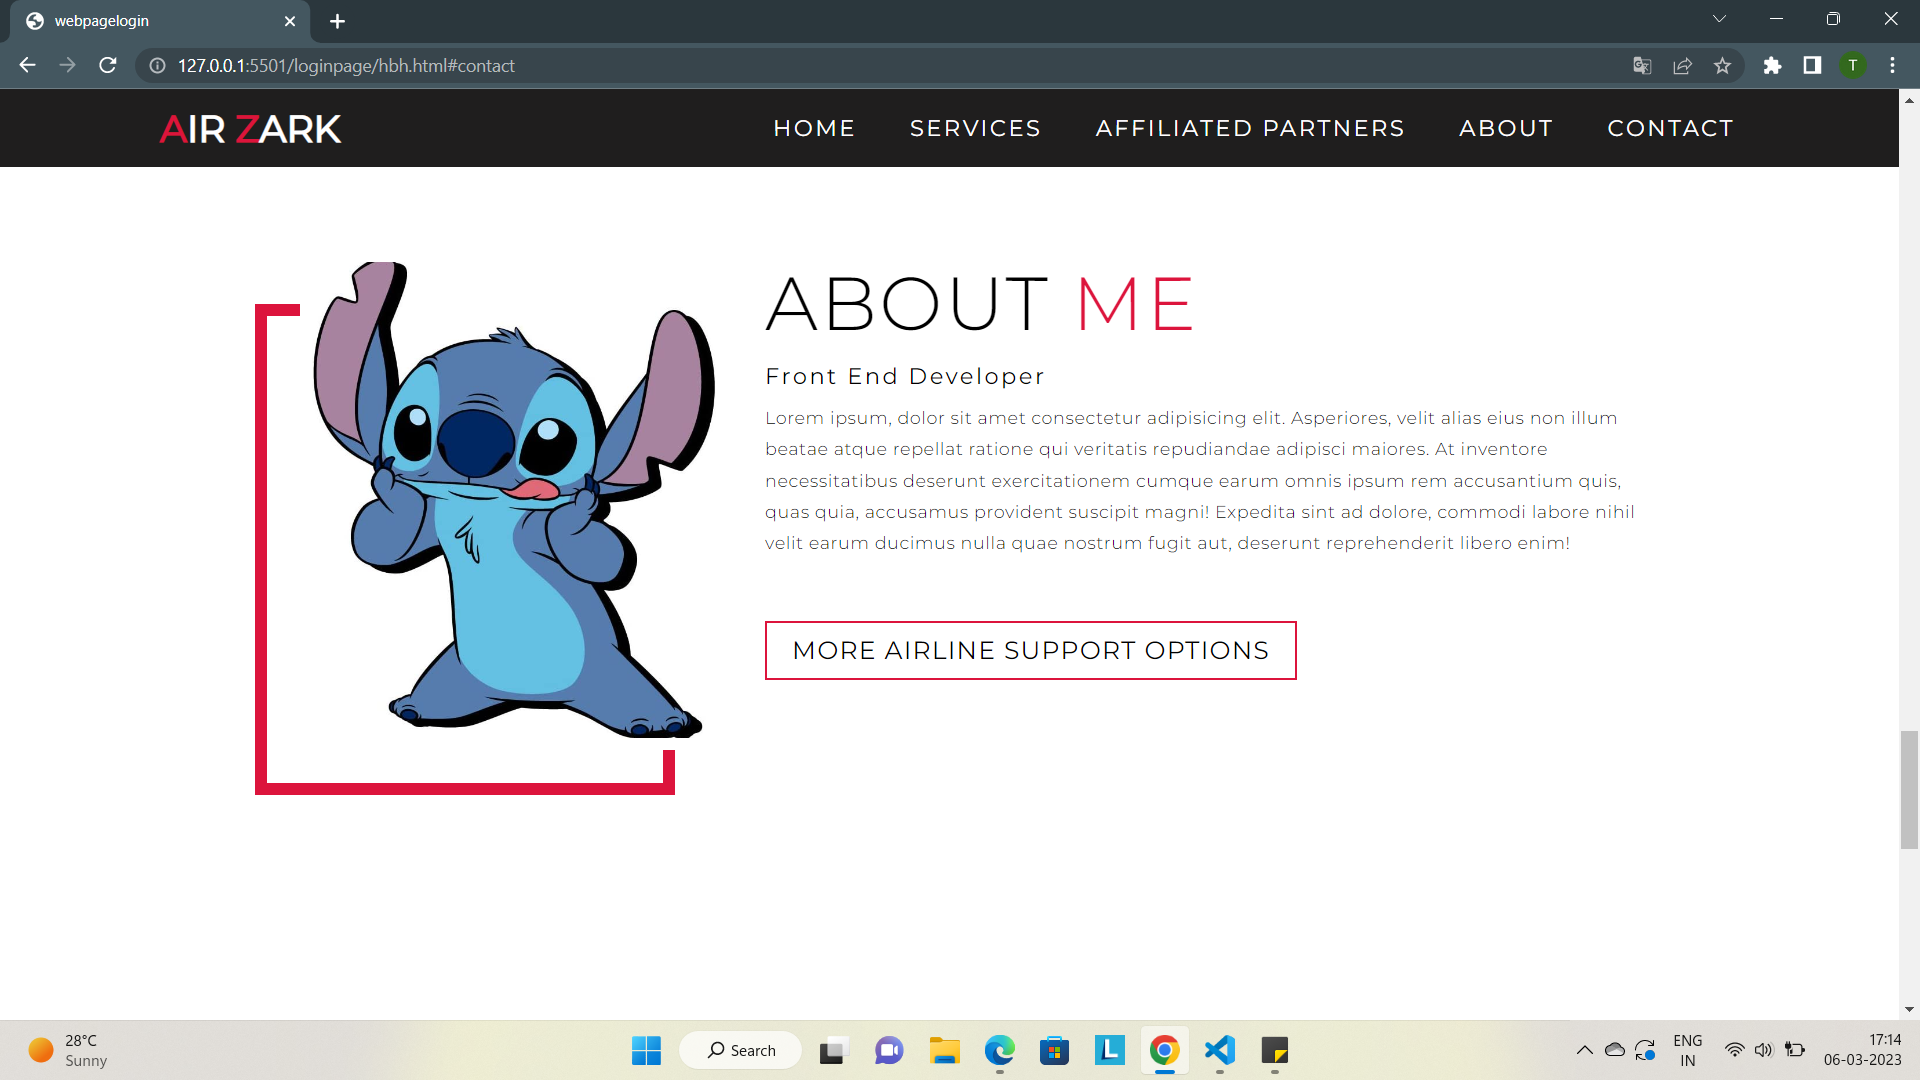 webpagelogin
127.0.0.1:5501/loginpage/hbh.html#contact
T
AIR ZARK
HOME SERVICES AFFILIATED PARTNERS ABOUT CONTACT
ABOUT ME
Front End Developer
Lorem ipsum, dolor sit amet consectetur adipisicing elit. Asperiores, velit alias eius non illum
beatae atque repellat ratione qui veritatis repudiandae adipisci maiores. At inventore
necessitatibus deserunt exercitationem cumque earum omnis ipsum rem accusantium quis,
quas quia, accusamus provident suscipit magni! Expedita sint ad dolore, commodi labore nihil
velit earum ducimus nulla quae nostrum fugit aut, deserunt reprehenderit libero enim!
MORE AIRLINE SUPPORT OPTIONS
28°C
Sunny
Search
L
ENG
IN
17:14
06-03-2023